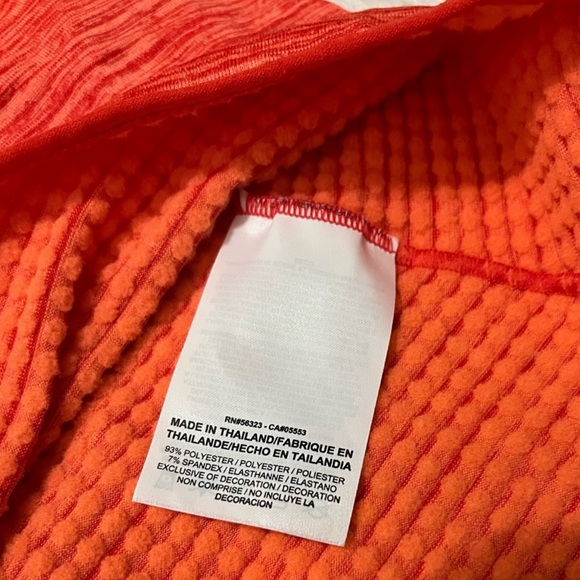 RN#56323 - CA#05553
MADE IN THAILAND/FABRIQUE EN
THAILANDE/HECHO EN TAILANDIA
93% POLYESTER / POLYESTER / POLIESTER
7% SPANDEX / ELASTHANNE / ELASTANO
EXCLUSIVE OF DECORATION / DECORATION
NON COMPRISE / NO INCLUYE LA
DECORACION